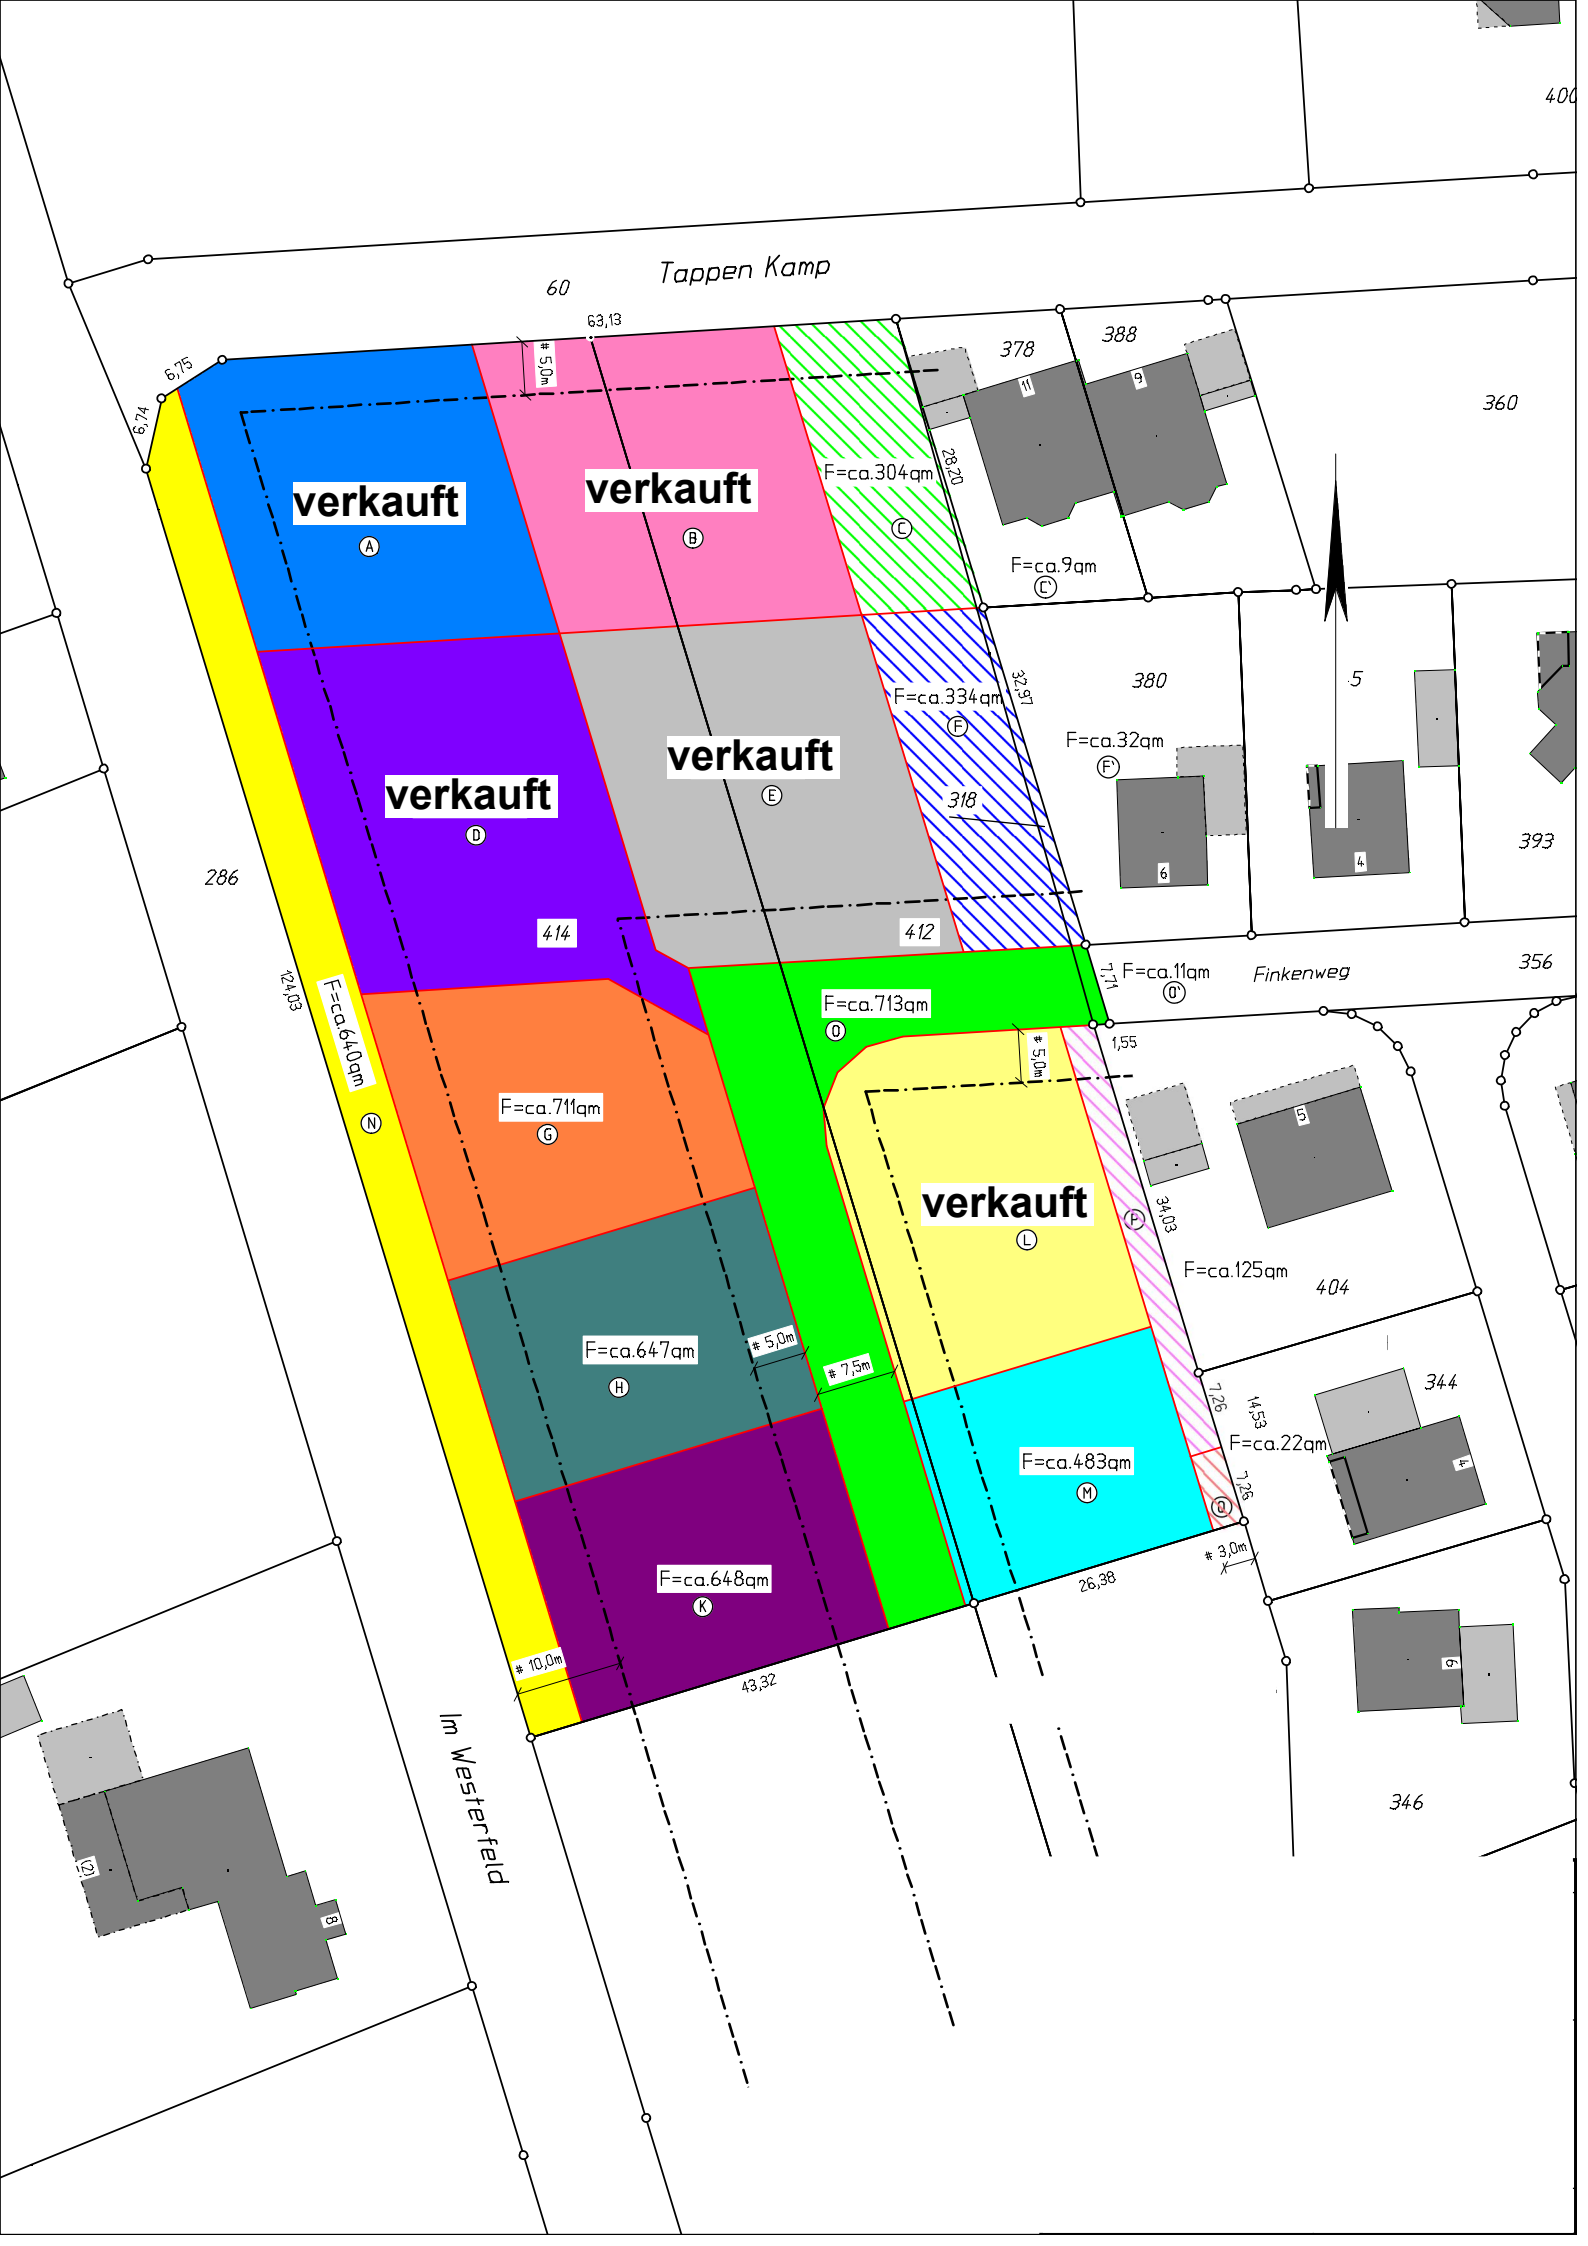 400
Tappen Kamp
60
63,13
6,75
6,74
# 5,0m
378
388
11
9
360
verkauft
A
verkauft
B
F=ca.304qm
C
28,20
F=ca.9qm
C'
380
5
32,97
F=ca.334qm
F
F=ca.32qm
F'
verkauft
E
verkauft
D
318
6
4
393
286
414
412
124,03
F=ca.640qm
N
7,71
F=ca.11qm
O'
Finkenweg
356
F=ca.713qm
O
# 5,0m
1,55
F=ca.711qm
G
5
verkauft
L
P
34,03
F=ca.125qm
404
F=ca.647qm
H
# 5,0m
# 7,5m
7,26
14,53
344
F=ca.22qm
4
F=ca.483qm
M
7,26
Q
# 3,0m
F=ca.648qm
K
26,38
# 10,0m
43,32
6
Im Westerfeld
346
(2)
8